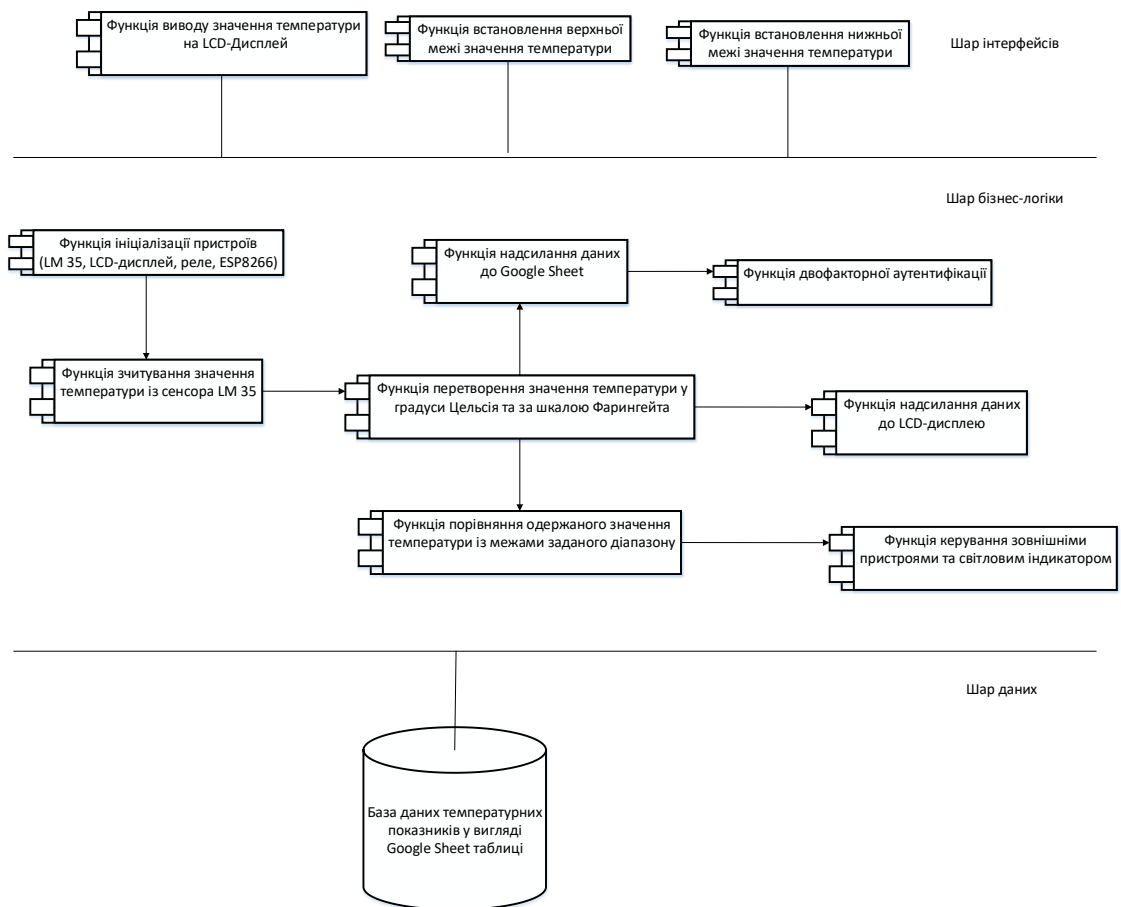 Функція виводу значення температури
на LCD-Дисплей
Функція встановлення верхньої
межі значення температури
Функція встановлення нижньої
межі значення температури
Шар інтерфейсів
Шар бізнес-логіки
Функція ініціалізації пристроїв
(LM 35, LCD-дисплей, реле, ESP8266)
Функція надсилання даних
до Google Sheet
Функція двофакторної аутентифікації
Функція зчитування значення
температури із сенсора LM 35
Функція перетворення значення температури у
градуси Цельсія та за шкалою Фарингейта
Функція надсилання даних
до LCD-дисплею
Функція порівняння одержаного значення
температури із межами заданого діапазону
Функція керування зовнішніми
пристроями та світловим індикатором
Шар даних
База даних температурних
показників у вигляді
Google Sheet таблиці